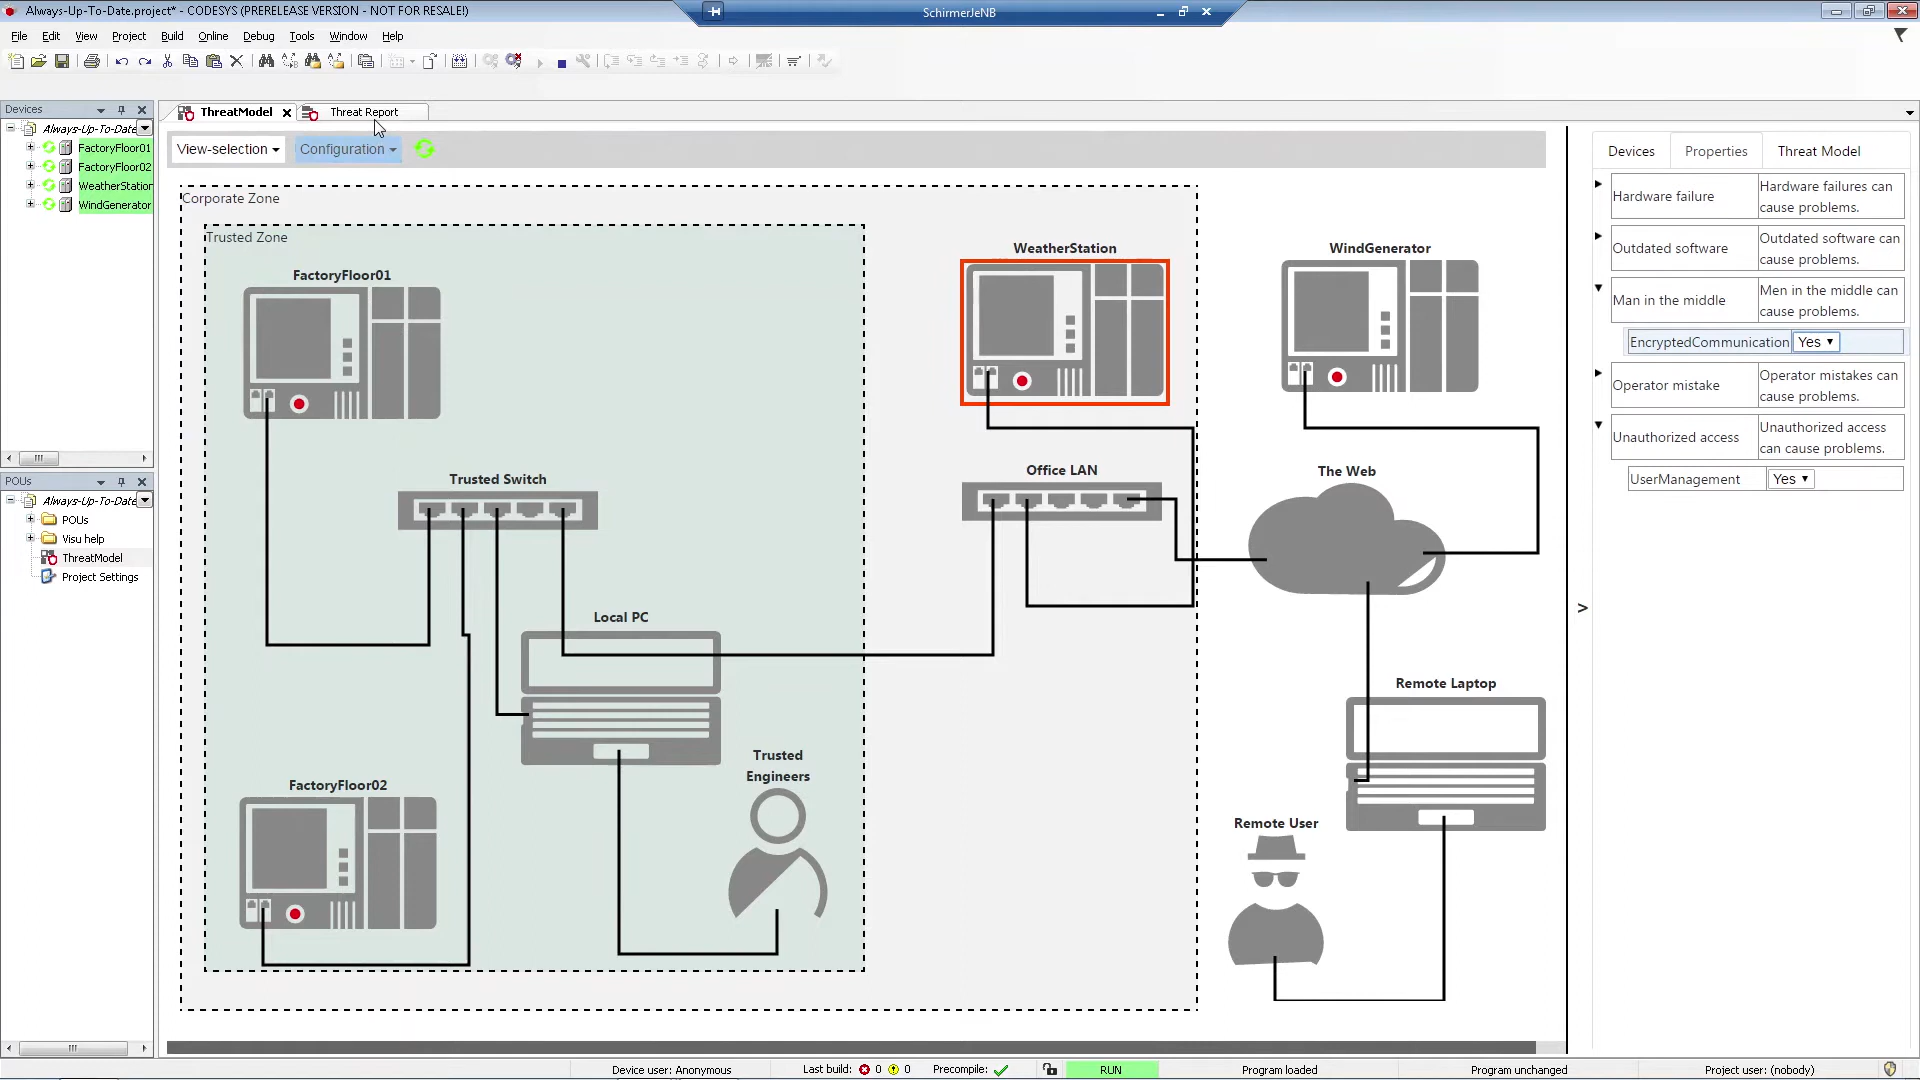 Always-Up-To-Date.project* - CODESYS (PRERELEASE VERSION - NOT FOR RESALE!)
SchirmerJeNB
File Edit View Project Build Online Debug Tools Window Help
Devices
Always-Up-To-Date
FactoryFloor01
FactoryFloor02
WeatherStation
WindGenerator
POUs
Always-Up-To-Date
POUs
Visu help
ThreatModel
Project Settings
ThreatModel
Threat Report
View-selection
Configuration
Corporate Zone
Trusted Zone
FactoryFloor01
WeatherStation
WindGenerator
Trusted Switch
Office LAN
The Web
Local PC
Remote Laptop
Trusted
Engineers
FactoryFloor02
Remote User
>
Devices Properties Threat Model
Hardware failure
Hardware failures can
cause problems.
Outdated software
Outdated software can
cause problems.
Man in the middle
Men in the middle can
cause problems.
EncryptedCommunication Yes
Operator mistake
Operator mistakes can
cause problems.
Unauthorized access
Unauthorized access
can cause problems.
UserManagement Yes
Device user: Anonymous
Last build: 0 0
Precompile:
RUN
Program loaded
Program unchanged
Project user: (nobody)